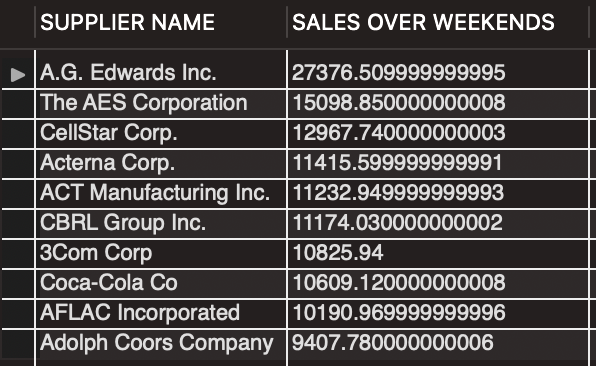 SUPPLIER NAME SALES OVER WEEKENDS
A.G. Edwards Inc. 27376.509999999995
The AES Corporation 15098.850000000008
CellStar Corp. 12967.740000000003
Acterna Corp. 11415.599999999991
ACT Manufacturing Inc. 11232.949999999993
CBRL Group Inc. 11174.030000000002
3Com Corp 10825.94
Coca-Cola Co 10609.120000000008
AFLAC Incorporated 10190.969999999996
Adolph Coors Company 9407.780000000006